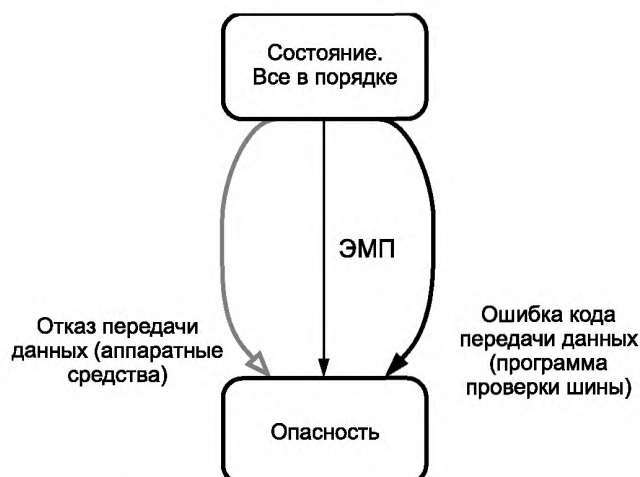 Состояние.
Все в порядке
ЭМП
Отказ передачи
данных (аппаратные
средства)
Ошибка кода
передачи данных
(программа
проверки шины)
Опасность